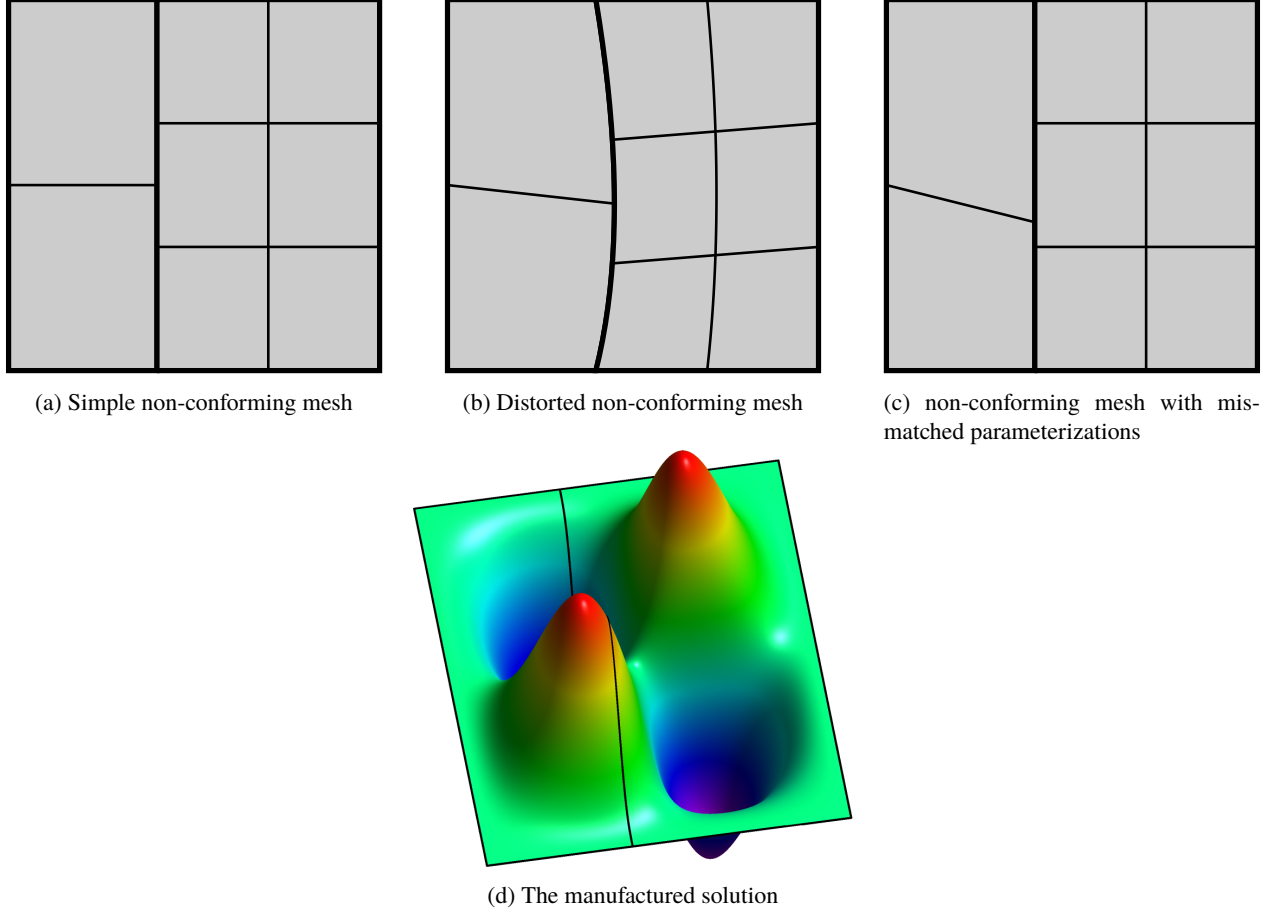 (a) Simple non-conforming mesh
(b) Distorted non-conforming mesh
(c) non-conforming mesh with mis-
matched parameterizations
(d) The manufactured solution